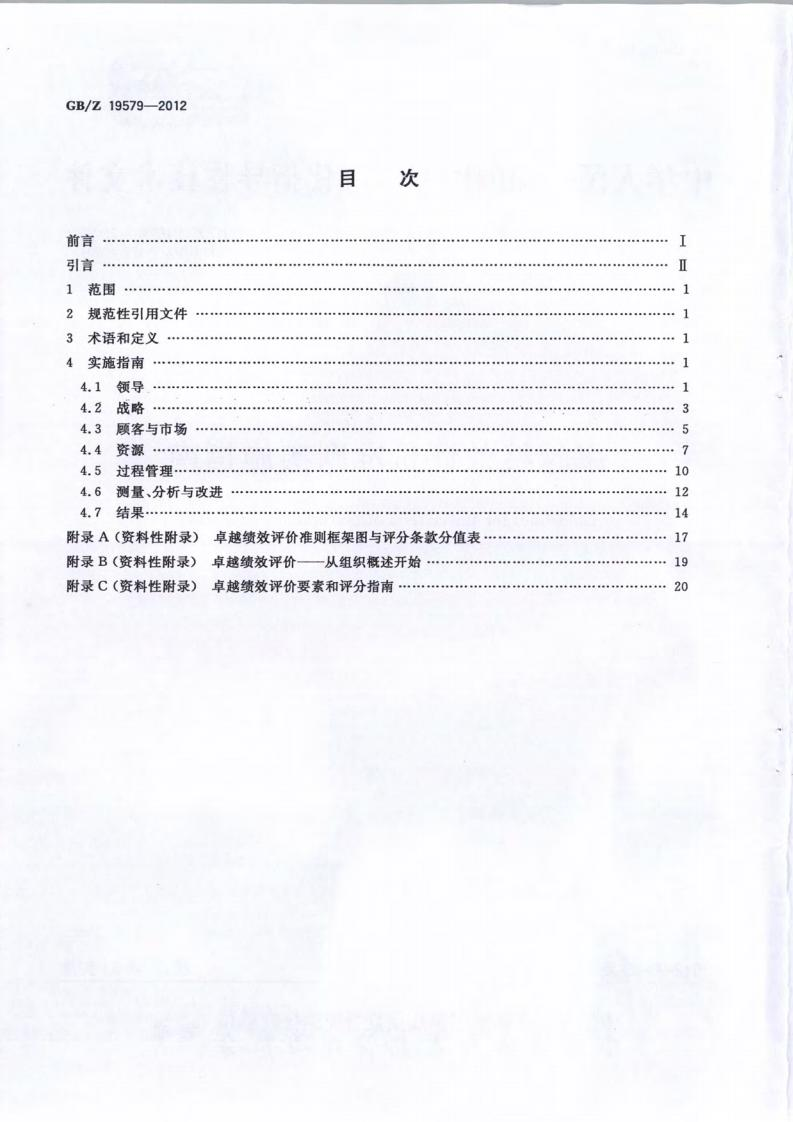 GB/Z 19579—2012
目 次
前言 …… Ⅰ
引言 …… Ⅱ
1 范围 …… 1
2 规范性引用文件 …… 1
3 术语和定义 …… 1
4 实施指南 …… 1
4.1 领导 …… 1
4.2 战略 …… 3
4.3 顾客与市场 …… 5
4.4 资源 …… 7
4.5 过程管理 …… 10
4.6 测量、分析与改进 …… 12
4.7 结果 …… 14
附录 A(资料性附录) 卓越绩效评价准则框架图与评分条款分值表 …… 17
附录 B(资料性附录) 卓越绩效评价——从组织概述开始 …… 19
附录 C(资料性附录) 卓越绩效评价要素和评分指南 …… 20